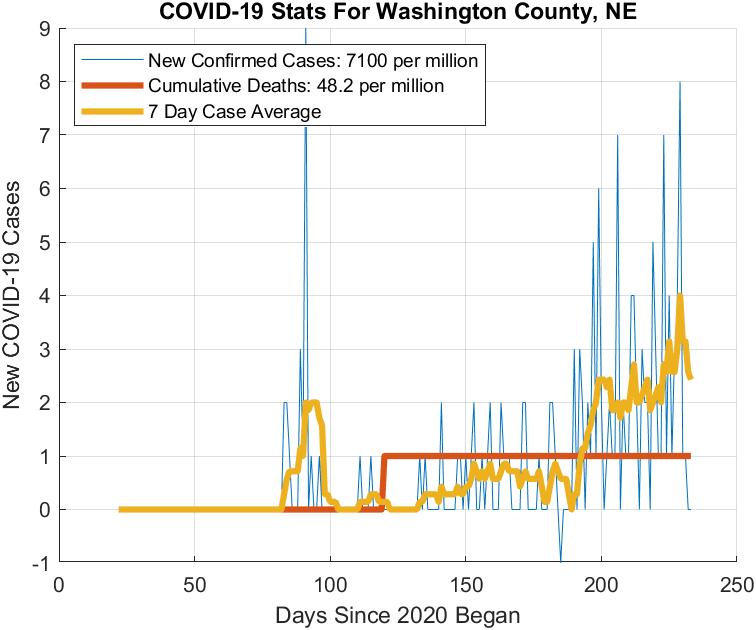 COVID-19 Stats For Washington County, NE
New Confirmed Cases: 7100 per million
Cumulative Deaths: 48.2 per million
7 Day Case Average
New COVID-19 Cases
9
8
7
6
5
4
3
2
1
0
-1
0 50 100 150 200 250
Days Since 2020 Began